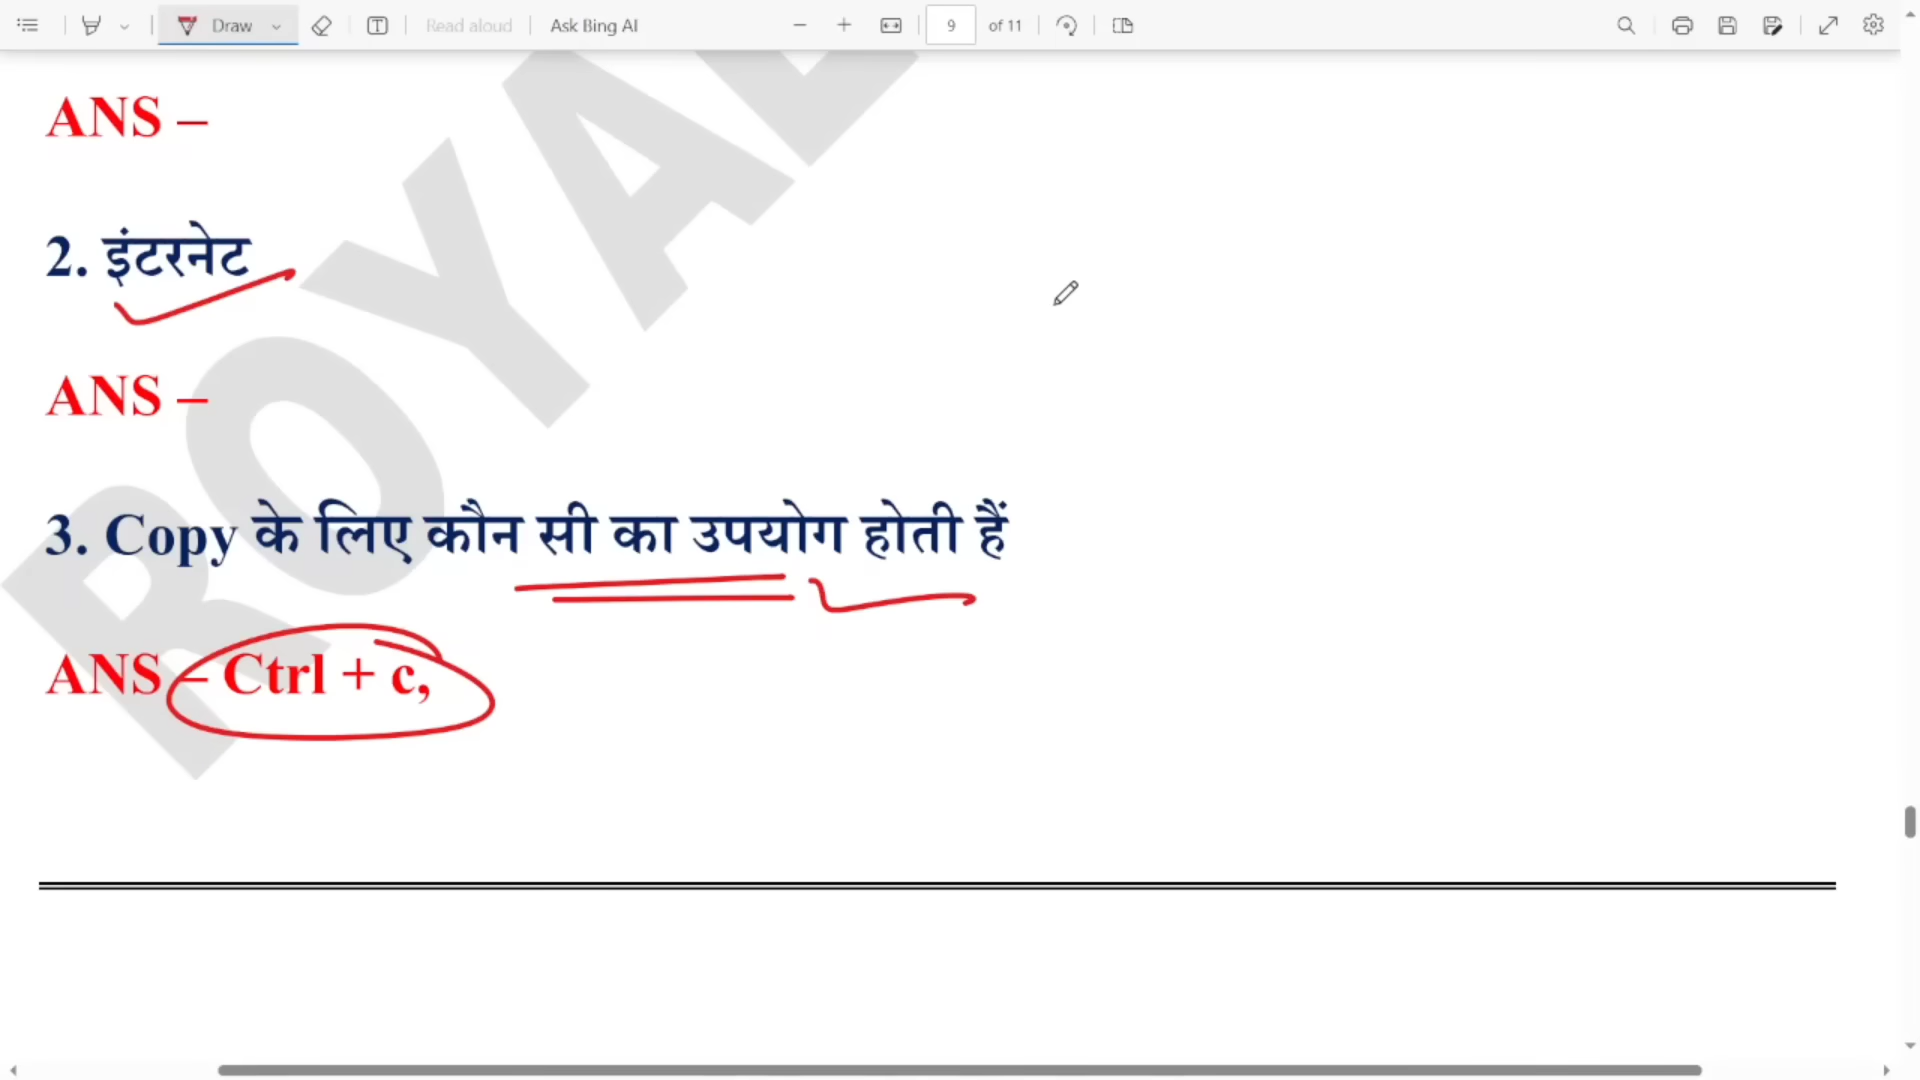 Draw Read aloud Ask Bing AI 9 of 11
ANS –
2. इंटरनेट
ANS –
3. Copy के लिए कौन सी का उपयोग होती हैं
ANS – Ctrl + c,
ROYAL